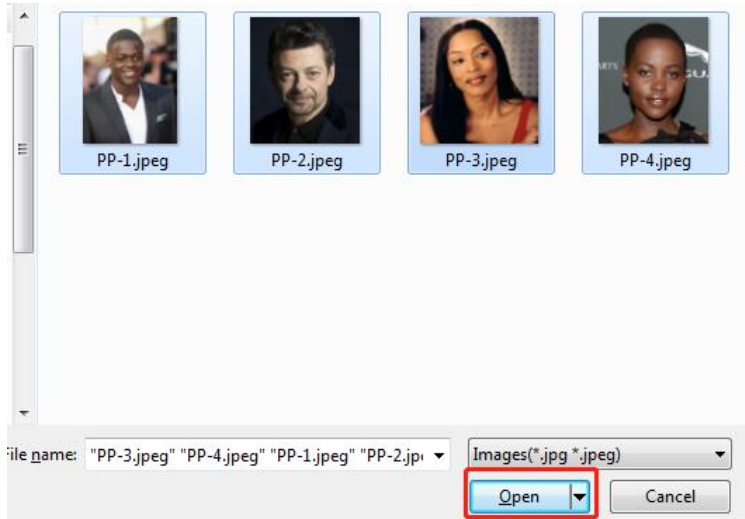 PP-1.jpeg
PP-2.jpeg
PP-3.jpeg
PP-4.jpeg
File name: "PP-3.jpeg" "PP-4.jpeg" "PP-1.jpeg" "PP-2.jp
Images(*.jpg *.jpeg)
Open
Cancel